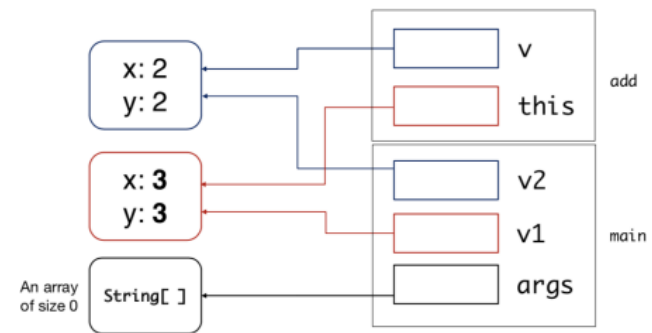 x: 2
y: 2
v
this
add
x: 3
y: 3
v2
v1
args
main
An array
of size 0
String[ ]